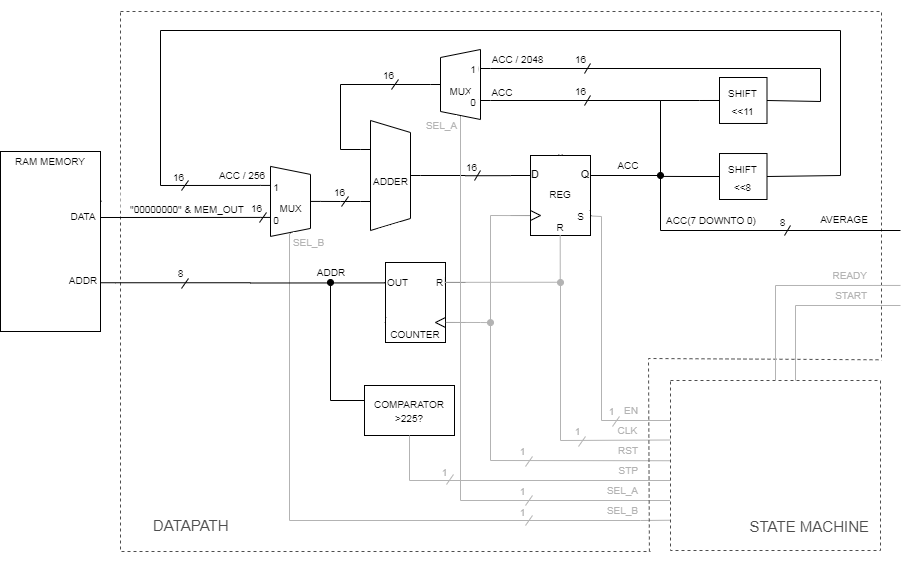 ACC / 2048 16
1
16
MUX
ACC 16
0
SHIFT
<<11
SEL_A
RAM MEMORY
ADDER
16
D
Q
ACC
REG
S
R
SHIFT
<<8
16
ACC / 256
1
MUX
0
16
"00000000" & MEM_OUT 16
DATA
SEL_B
ACC(7 DOWNTO 0)
8
AVERAGE
ADDR
8
ADDR
OUT
R
COUNTER
READY
START
COMPARATOR
>225?
1 EN
1 CLK
1 RST
1 STP
1 SEL_A
1 SEL_B
DATAPATH
STATE MACHINE